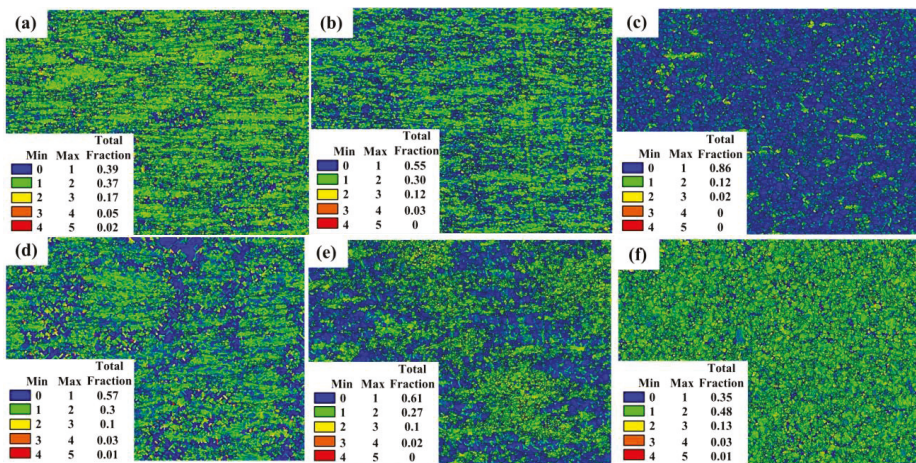 (a)
Total
Min Max Fraction
0 1 0.39
1 2 0.37
2 3 0.17
3 4 0.05
4 5 0.02
(b)
Total
Min Max Fraction
0 1 0.55
1 2 0.30
2 3 0.12
3 4 0.03
4 5 0
(c)
Total
Min Max Fraction
0 1 0.86
1 2 0.12
2 3 0.02
3 4 0
4 5 0
(d)
Total
Min Max Fraction
0 1 0.57
1 2 0.3
2 3 0.1
3 4 0.03
4 5 0.01
(e)
Total
Min Max Fraction
0 1 0.61
1 2 0.27
2 3 0.1
3 4 0.02
4 5 0
(f)
Total
Min Max Fraction
0 1 0.35
1 2 0.48
2 3 0.13
3 4 0.03
4 5 0.01